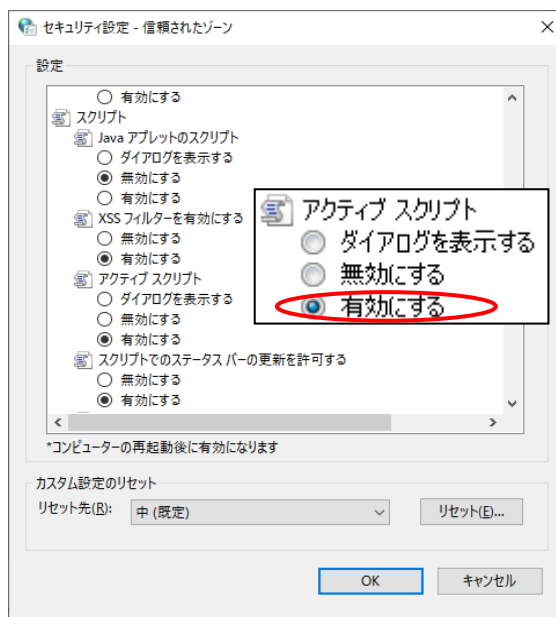 セキュリティ設定 - 信頼されたゾーン
設定
有効にする
スクリプト
Java アプレットのスクリプト
ダイアログを表示する
無効にする
有効にする
XSS フィルターを有効にする
無効にする
有効にする
アクティブ スクリプト
ダイアログを表示する
無効にする
有効にする
スクリプトでのステータス バーの更新を許可する
無効にする
有効にする
アクティブ スクリプト
ダイアログを表示する
無効にする
有効にする
*コンピューターの再起動後に有効になります
カスタム設定のリセット
リセット先(R): 中 (既定) リセット(E)...
OK キャンセル